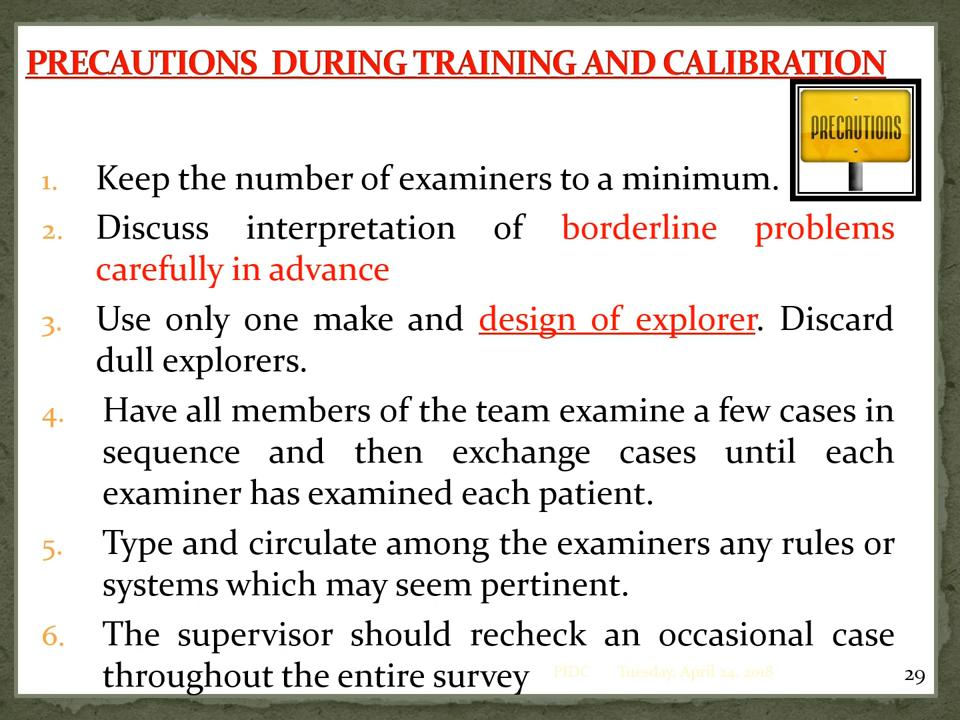 PRECAUTIONS DURING TRAINING AND CALIBRATION
PRECAUTIONS
1. Keep the number of examiners to a minimum.
2. Discuss interpretation of borderline problems
carefully in advance
3. Use only one make and design of explorer. Discard
dull explorers.
4. Have all members of the team examine a few cases in
sequence and then exchange cases until each
examiner has examined each patient.
5. Type and circulate among the examiners any rules or
systems which may seem pertinent.
6. The supervisor should recheck an occasional case
throughout the entire survey
PIDC Tuesday, April 24, 2018
29